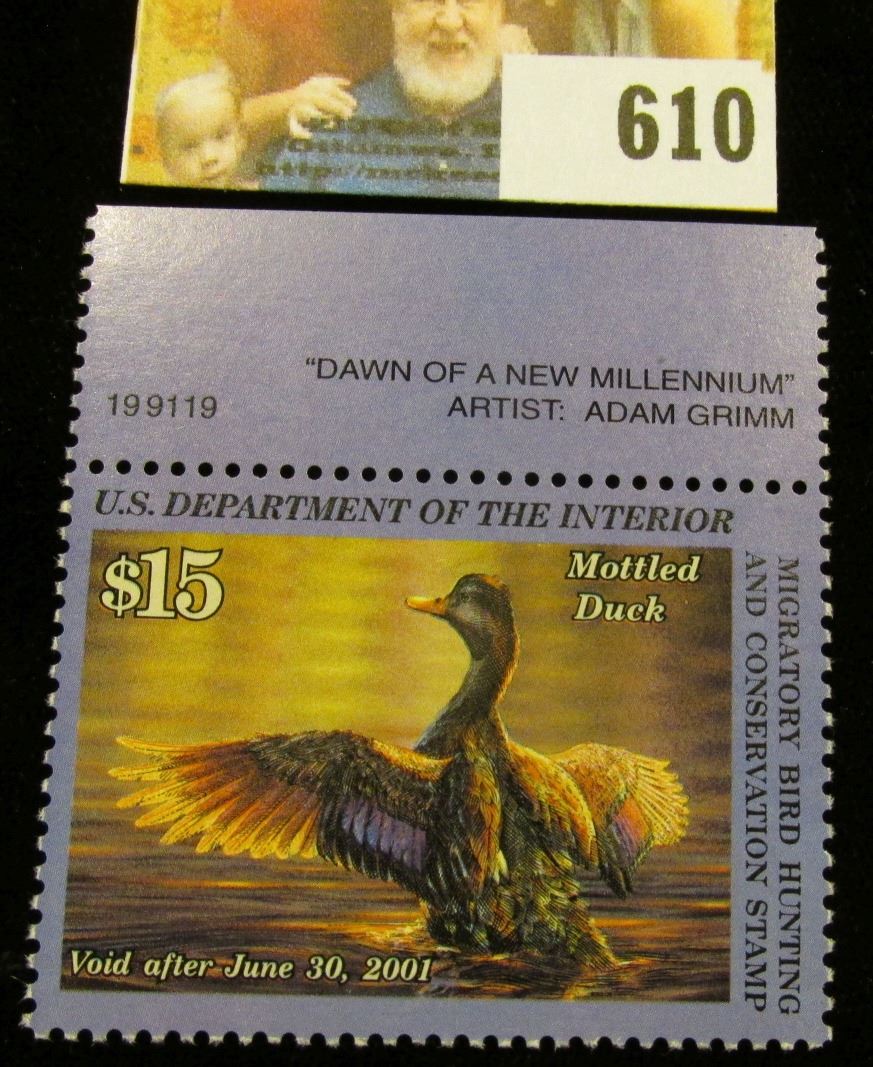 610
"DAWN OF A NEW MILLENNIUM"
199119 ARTIST: ADAM GRIMM
U.S. DEPARTMENT OF THE INTERIOR
$15
Mottled
Duck
MIGRATORY BIRD HUNTING
AND CONSERVATION STAMP
Void after June 30, 2001